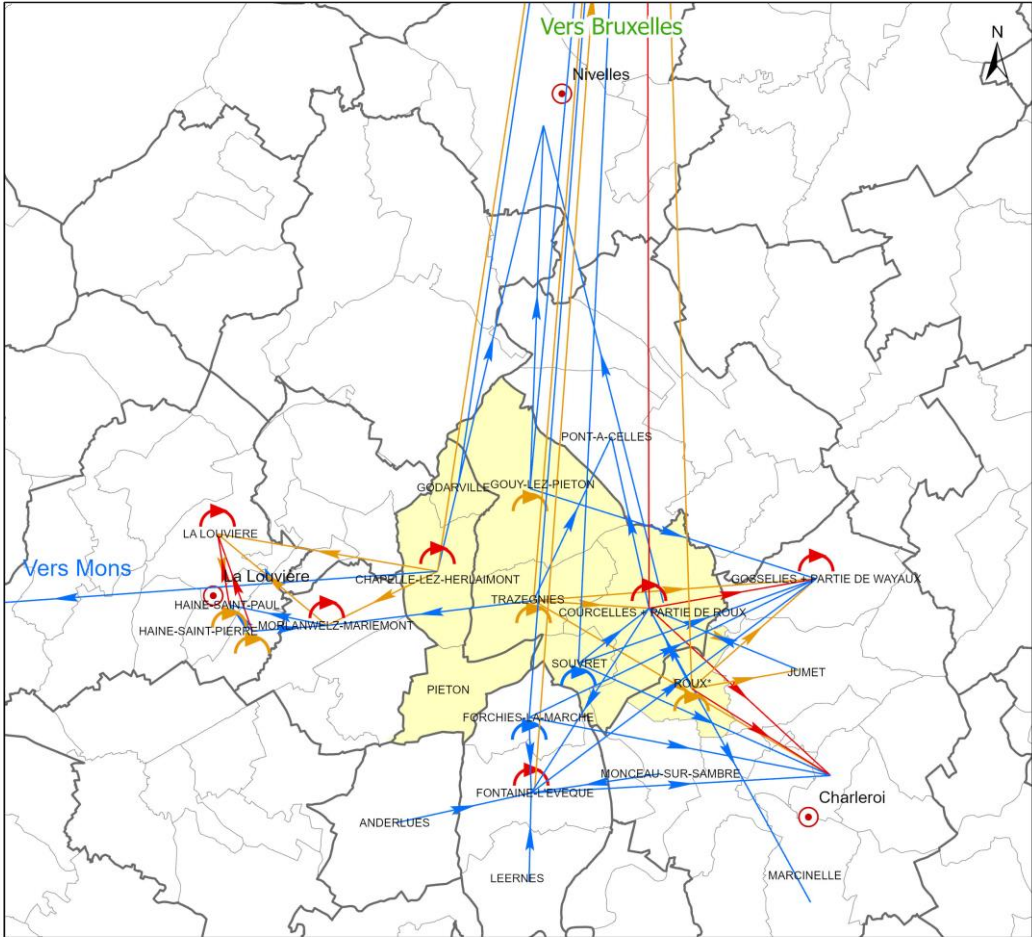 Vers Bruxelles
N
Nivelles
PONT-A-CELLES
GODARVILLE
GOUY-LEZ-PIETON
LA LOUVIERE
Vers Mons
La Louvière
CHAPELLE-LEZ-HERLAIMONT
GOSSELIES + PARTIE DE WAYAUX
HAINE-SAINT-PAUL
TRAZEGNIES
COURCELLES + PARTIE DE ROUX
HAINE-SAINT-PIERRE
MORLANWELZ-MARIEMONT
SOUVRET
JUMET
PIETON
ROUX*
FORCHIES-LA-MARCHE
MONCEAU-SUR-SAMBRE
FONTAINE-L'EVEQUE
Charleroi
ANDERLUES
LEERNES
MARCINELLE